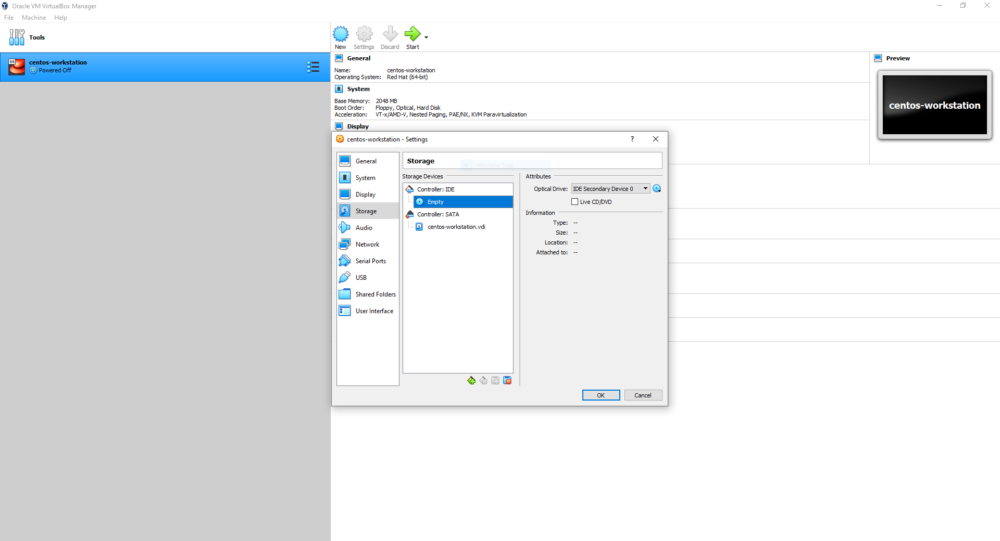 Oracle VM VirtualBox Manager
File Machine Help
Tools
64
centos-workstation
Powered Off
New Settings Discard Start
General
Name: centos-workstation
Operating System: Red Hat (64-bit)
System
Base Memory: 2048 MB
Boot Order: Floppy, Optical, Hard Disk
Acceleration: VT-x/AMD-V, Nested Paging, PAE/NX, KVM Paravirtualization
Display
Preview
centos-workstation
centos-workstation - Settings
?
General
System
Display
Storage
Audio
Network
Serial Ports
USB
Shared Folders
User Interface
Storage
Window Snip
Storage Devices
Controller: IDE
Empty
Controller: SATA
centos-workstation.vdi
Attributes
Optical Drive: IDE Secondary Device 0
Live CD/DVD
Information
Type: --
Size: --
Location: --
Attached to: --
OK Cancel